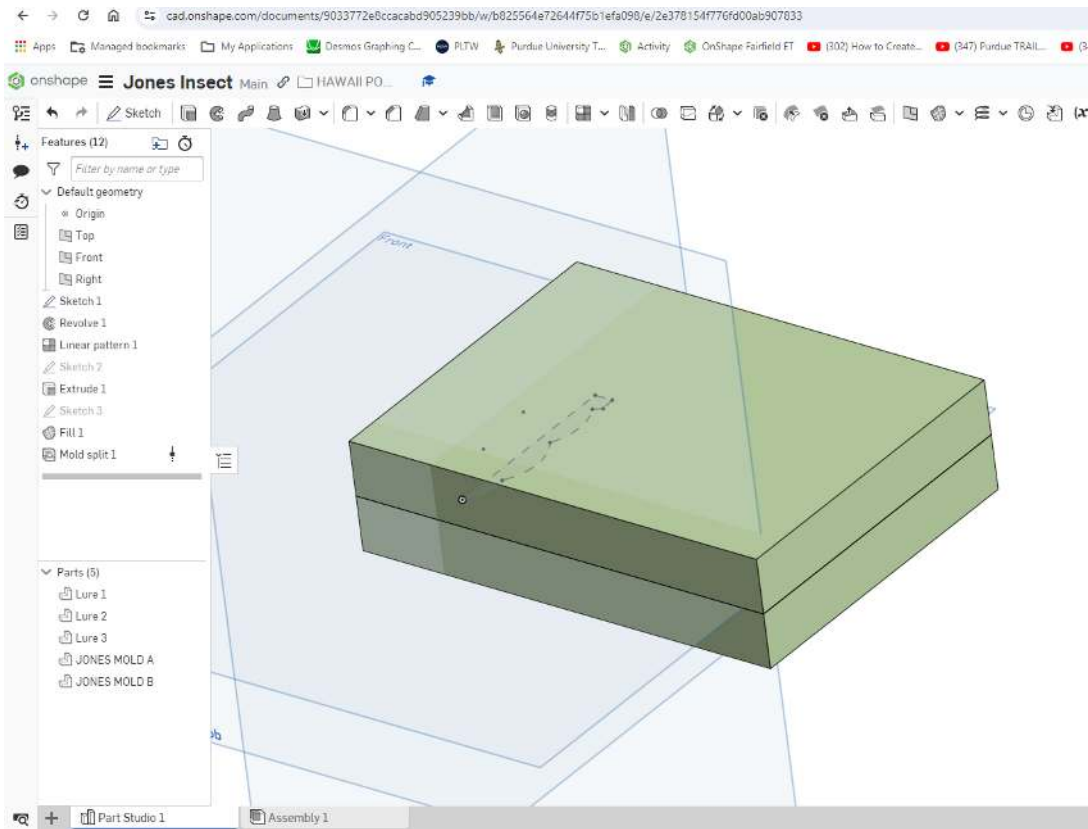 cad.onshape.com/documents/9033772e8ccacabd905239bb/w/b825564e72644f75b1efa098/e/2e378154f776fd00ab907833
Apps Managed bookmarks My Applications Desmos Graphing C... PLTW Purdue University T... Activity OnShape Fairfield ET (302) How to Create... (347) Purdue TRAIL...
onshape Jones Insect Main HAWAII PO...
Sketch
Features (12)
Filter by name or type
Default geometry
Origin
Top
Front
Right
Sketch 1
Revolve 1
Linear pattern 1
Sketch 2
Extrude 1
Sketch 3
Fill 1
Mold split 1
Front
Parts (5)
Lure 1
Lure 2
Lure 3
JONES MOLD A
JONES MOLD B
Part Studio 1 Assembly 1